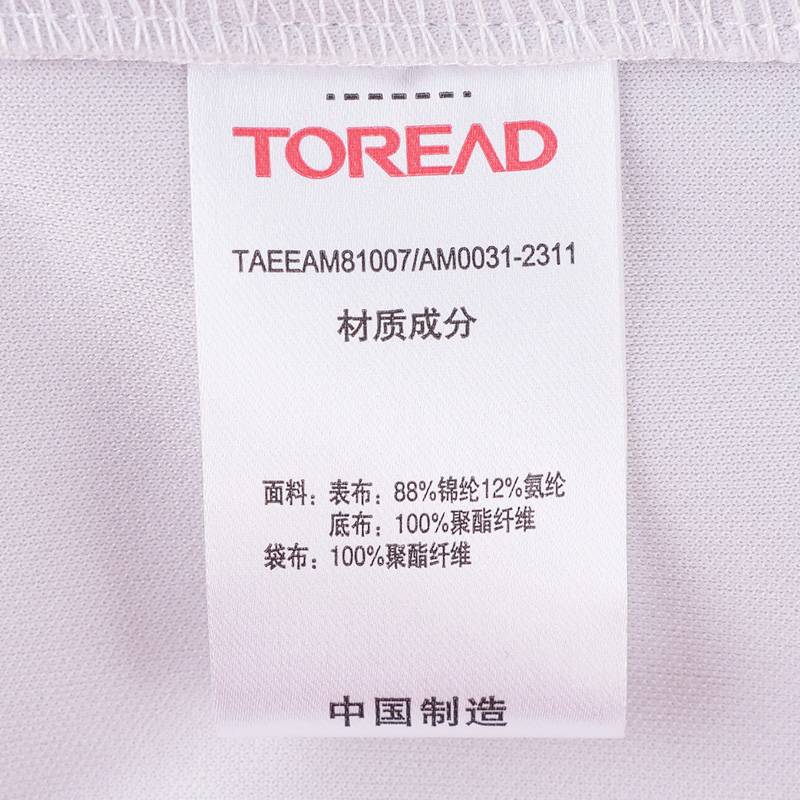 TOREAD
TAEEAM81007/AM0031-2311
材质成分
面料：表布：88%锦纶12%氨纶
底布：100%聚酯纤维
袋布：100%聚酯纤维
中国制造